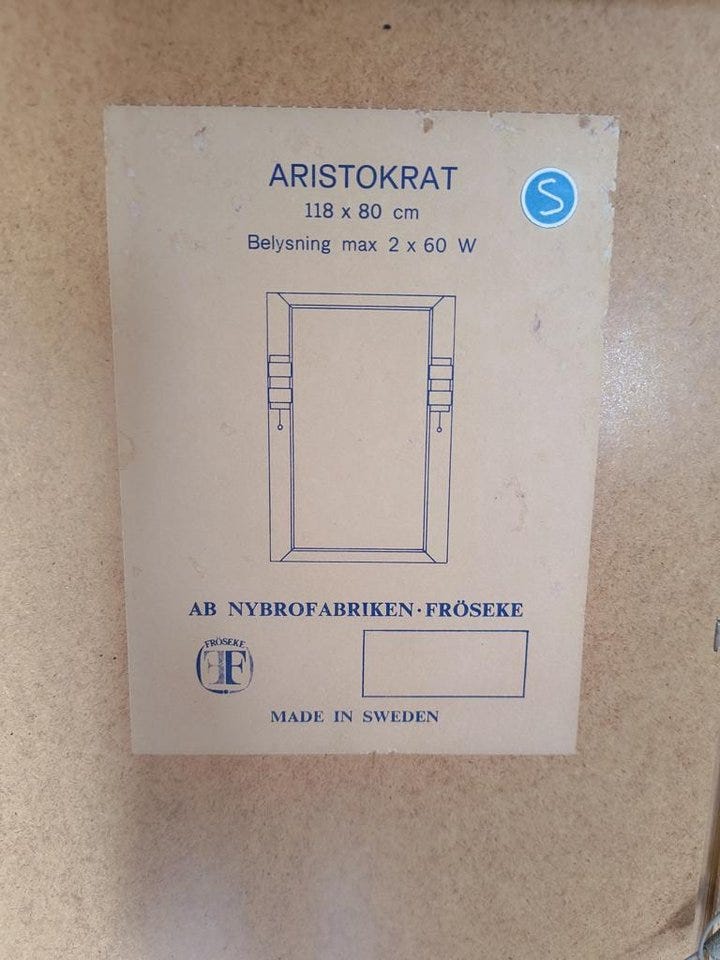 ARISTOKRAT
S
118 x 80 cm
Belysning max 2 x 60 W
AB NYBROFABRIKEN·FRÖSEKE
FRÖSEKE
FF
MADE IN SWEDEN